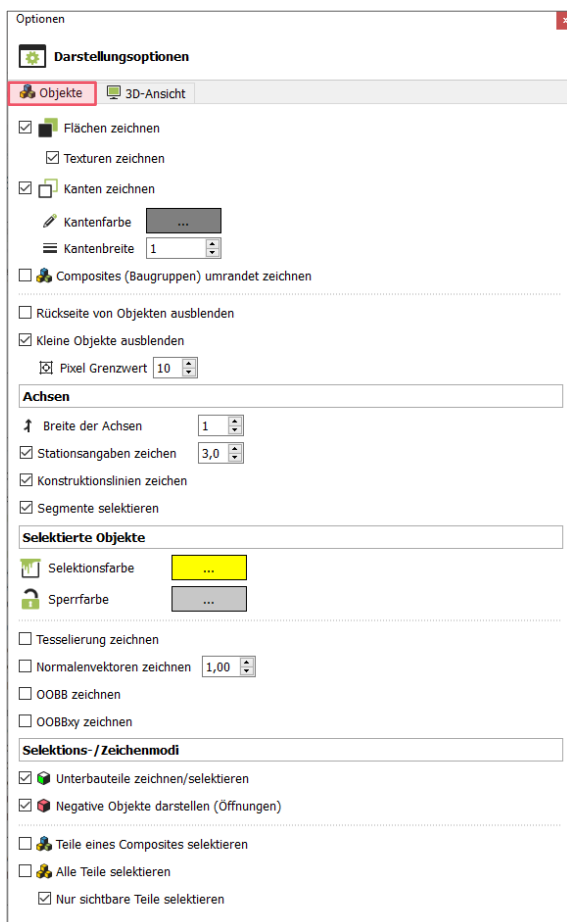 Optionen
Darstellungsoptionen
Objekte 3D-Ansicht
Flächen zeichnen
Texturen zeichnen
Kanten zeichnen
Kantenfarbe ...
Kantenbreite 1
Composites (Baugruppen) umrandet zeichnen
Rückseite von Objekten ausblenden
Kleine Objekte ausblenden
Pixel Grenzwert 10
Achsen
Breite der Achsen 1
Stationsangaben zeichen 3,0
Konstruktionslinien zeichen
Segmente selektieren
Selektierte Objekte
Selektionsfarbe ...
Sperrfarbe ...
Tesselierung zeichnen
Normalenvektoren zeichnen 1,00
OOBB zeichnen
OOBBxy zeichnen
Selektions-/Zeichenmodi
Unterbauteile zeichnen/selektieren
Negative Objekte darstellen (Öffnungen)
Teile eines Composites selektieren
Alle Teile selektieren
Nur sichtbare Teile selektieren